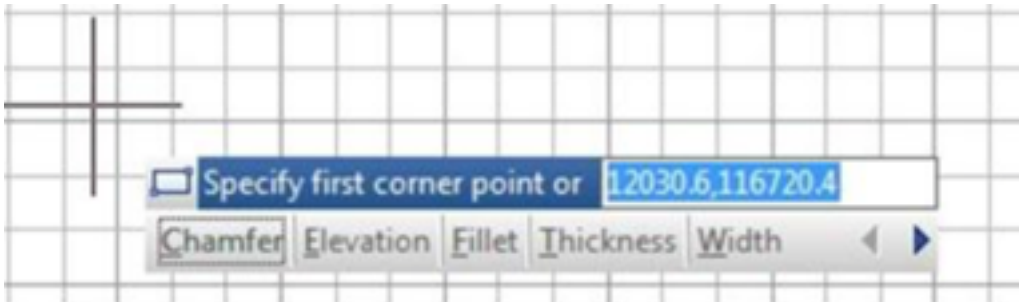 Specify first corner point or 12030.6,116720.4
Chamfer Elevation Fillet Thickness Width